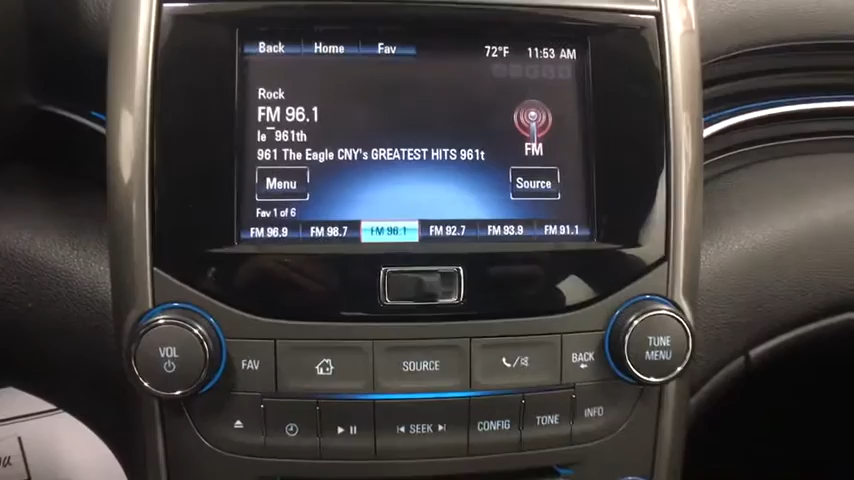 Back Home Fav 72°F 11:53 AM
Rock
FM 96.1
le¯961th
961 The Eagle CNY's GREATEST HITS 961t
FM
Menu Source
Fav 1 of 6
FM 96.9 FM 98.7 FM 96.1 FM 92.7 FM 93.9 FM 91.1
VOL
TUNE
MENU
FAV SOURCE BACK
SEEK CONFIG TONE INFO